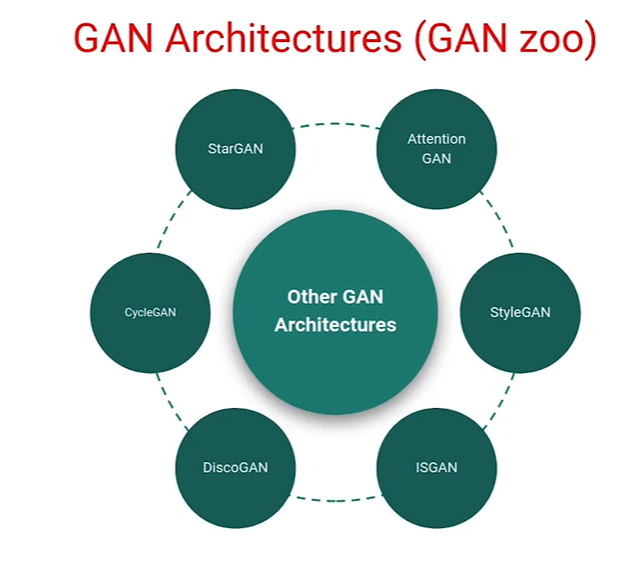 GAN Architectures (GAN zoo)
StarGAN
Attention
GAN
CycleGAN
Other GAN
Architectures
StyleGAN
DiscoGAN
ISGAN